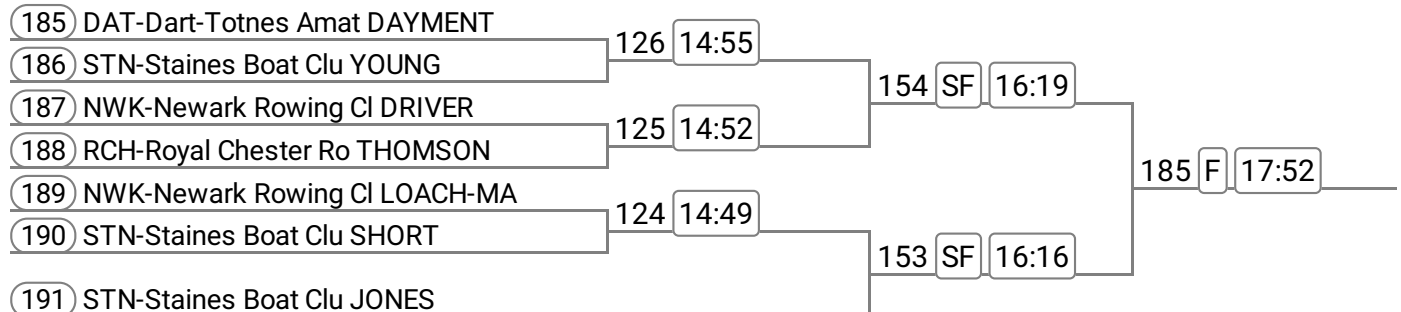 (185) DAT-Dart-Totnes Amat DAYMENT
126 14:55
(186) STN-Staines Boat Clu YOUNG
154 SF 16:19
(187) NWK-Newark Rowing Cl DRIVER
125 14:52
(188) RCH-Royal Chester Ro THOMSON
185 F 17:52
(189) NWK-Newark Rowing Cl LOACH-MA
124 14:49
(190) STN-Staines Boat Clu SHORT
153 SF 16:16
(191) STN-Staines Boat Clu JONES